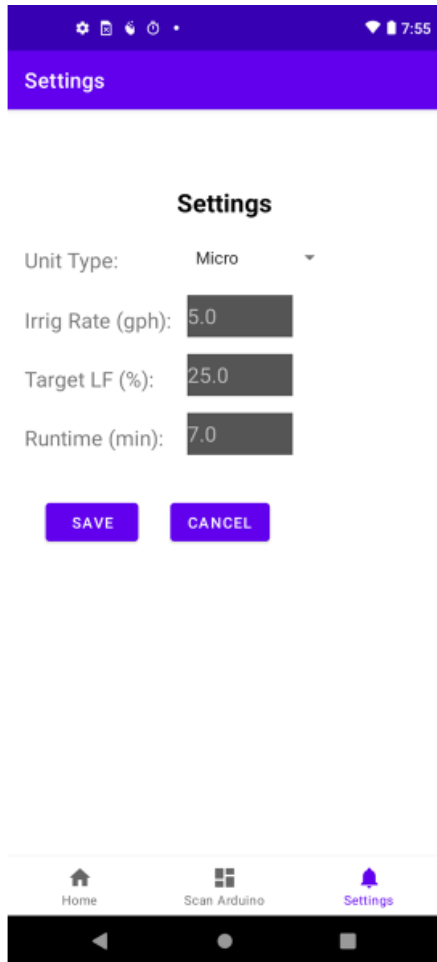 7:55
Settings
Settings
Unit Type: Micro
Irrig Rate (gph): 5.0
Target LF (%): 25.0
Runtime (min): 7.0
SAVE CANCEL
Home Scan Arduino Settings